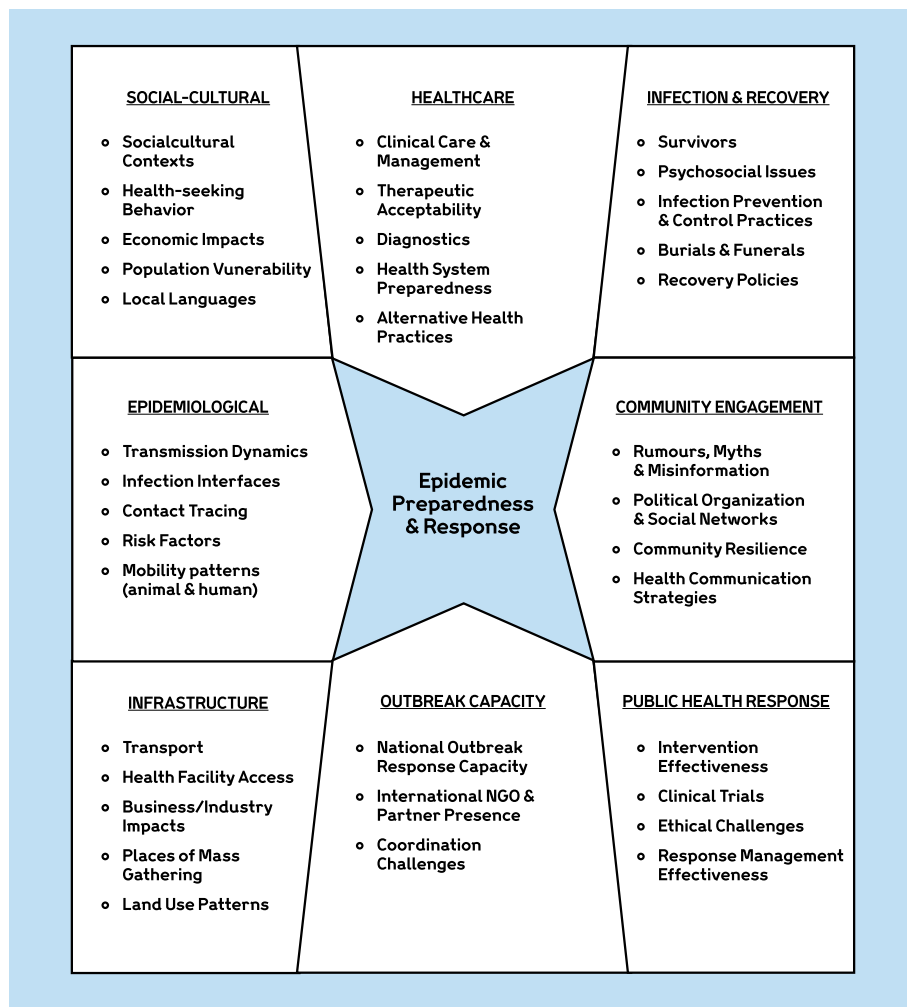 SOCIAL-CULTURAL
Socialcultural
Contexts
Health-seeking
Behavior
Economic Impacts
Population Vunerability
Local Languages
HEALTHCARE
Clinical Care &
Management
Therapeutic
Acceptability
Diagnostics
Health System
Preparedness
Alternative Health
Practices
INFECTION & RECOVERY
Survivors
Psychosocial Issues
Infection Prevention
& Control Practices
Burials & Funerals
Recovery Policies
EPIDEMIOLOGICAL
Transmission Dynamics
Infection Interfaces
Contact Tracing
Risk Factors
Mobility patterns
(animal & human)
Epidemic
Preparedness
& Response
COMMUNITY ENGAGEMENT
Rumours, Myths
& Misinformation
Political Organization
& Social Networks
Community Resilience
Health Communication
Strategies
INFRASTRUCTURE
Transport
Health Facility Access
Business/Industry
Impacts
Places of Mass
Gathering
Land Use Patterns
OUTBREAK CAPACITY
National Outbreak
Response Capacity
International NGO &
Partner Presence
Coordination
Challenges
PUBLIC HEALTH RESPONSE
Intervention
Effectiveness
Clinical Trials
Ethical Challenges
Response Management
Effectiveness